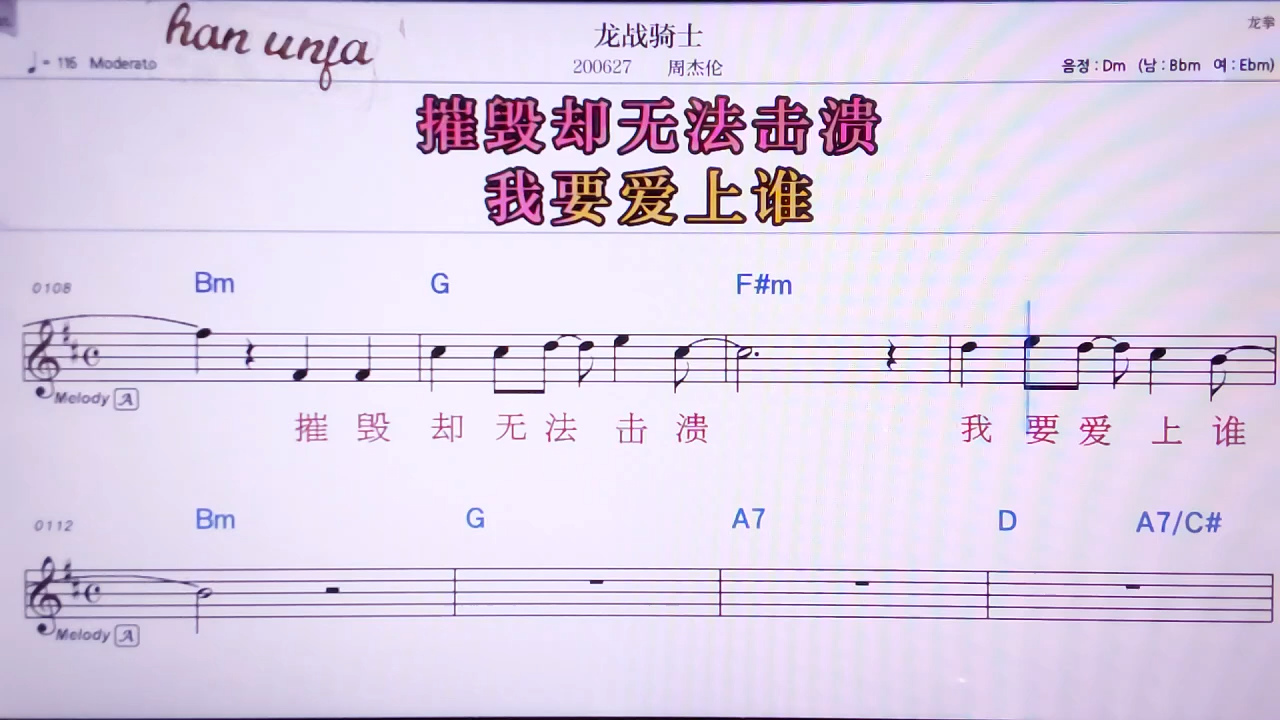 han unfa
龙战骑士
龙拳
♩= 116 Moderato
200627 周杰伦
음정 : Dm (남 : Bbm 여 : Ebm)
摧毁却无法击溃
我要爱上谁
0108 Bm G F#m
Melody A
摧 毁 却 无 法 击 溃 我 要 爱 上 谁
0112 Bm G A7 D A7/C#
Melody A